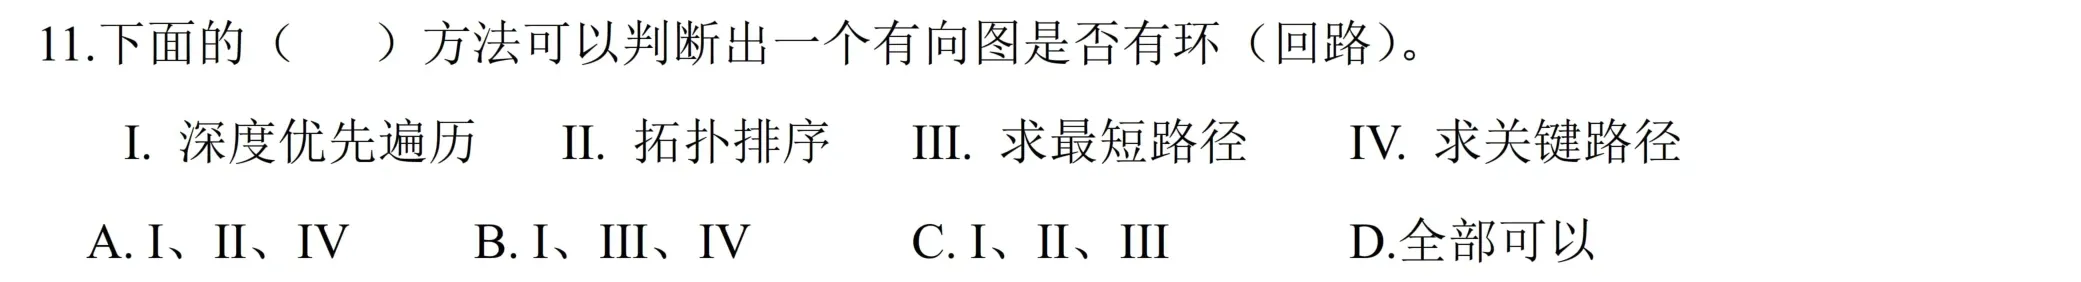 11.下面的（ ）方法可以判断出一个有向图是否有环（回路）。
I. 深度优先遍历 II. 拓扑排序 III. 求最短路径 IV. 求关键路径
A. I、II、IV B. I、III、IV C. I、II、III D.全部可以